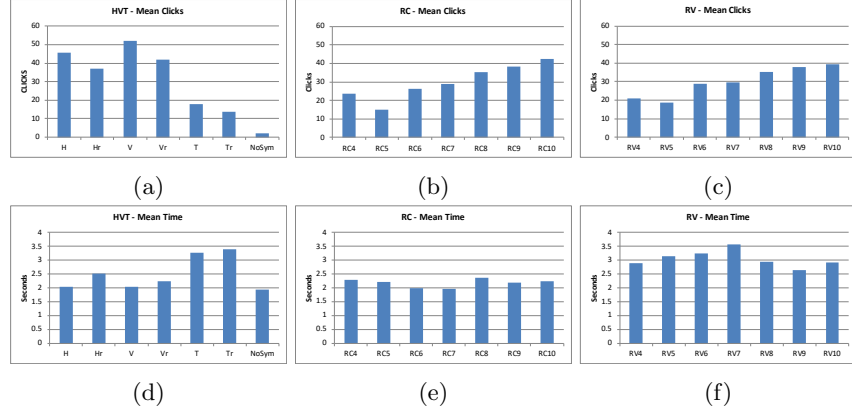 HVT - Mean Clicks
CLICKS
60
50
40
30
20
10
0
H Hr V Vr T Tr NoSym
(a)
RC - Mean Clicks
Clicks
60
50
40
30
20
10
0
RC4 RC5 RC6 RC7 RC8 RC9 RC10
(b)
RV - Mean Clicks
Clicks
60
50
40
30
20
10
0
RV4 RV5 RV6 RV7 RV8 RV9 RV10
(c)
HVT - Mean Time
Seconds
4
3.5
3
2.5
2
1.5
1
0.5
0
H Hr V Vr T Tr NoSym
(d)
RC - Mean Time
Seconds
4
3.5
3
2.5
2
1.5
1
0.5
0
RC4 RC5 RC6 RC7 RC8 RC9 RC10
(e)
RV - Mean Time
Seconds
4
3.5
3
2.5
2
1.5
1
0.5
0
RV4 RV5 RV6 RV7 RV8 RV9 RV10
(f)